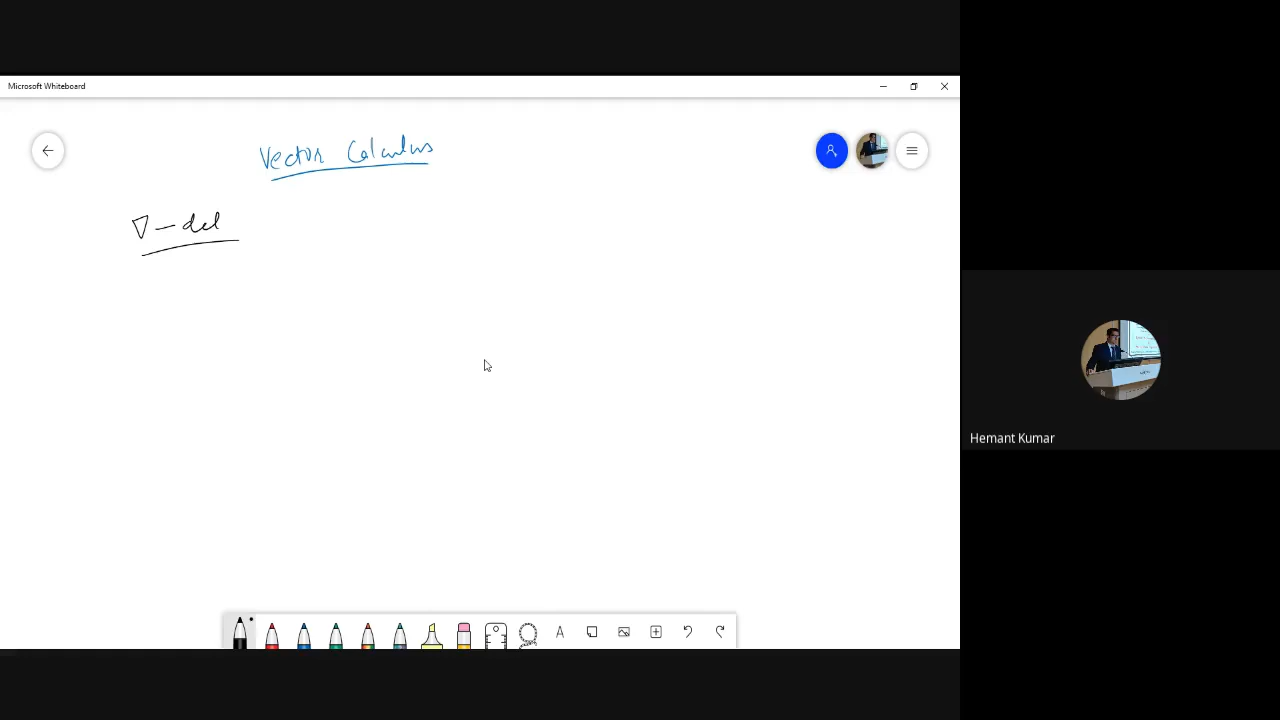 Microsoft Whiteboard
Vector Calculus
∇ — del
Hemant Kumar